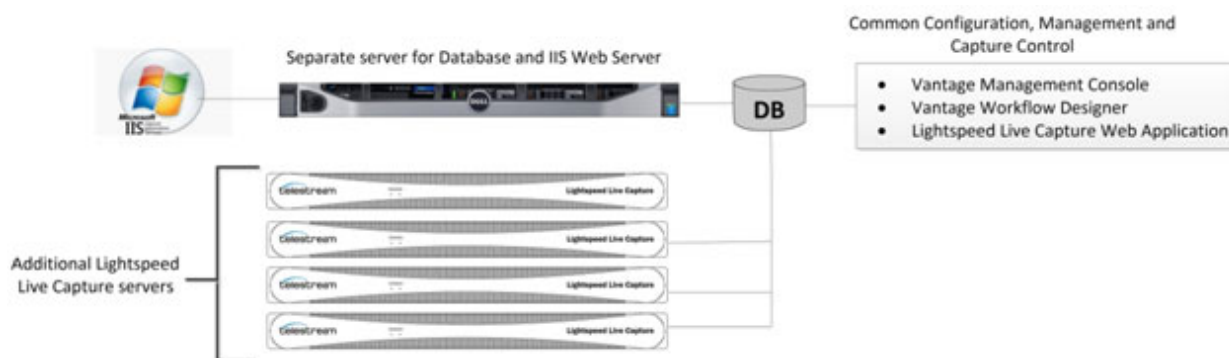 Common Configuration, Management and
Capture Control
Separate server for Database and IIS Web Server
Microsoft
IIS
DELL
DB
• Vantage Management Console
• Vantage Workflow Designer
• Lightspeed Live Capture Web Application
telestream Lightspeed Live Capture
telestream Lightspeed Live Capture
Additional Lightspeed
Live Capture servers
telestream Lightspeed Live Capture
telestream Lightspeed Live Capture